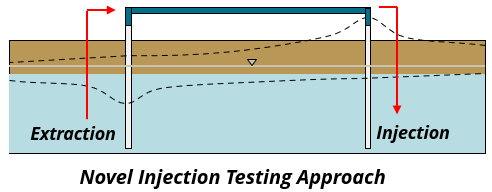 Extraction
Injection
Novel Injection Testing Approach